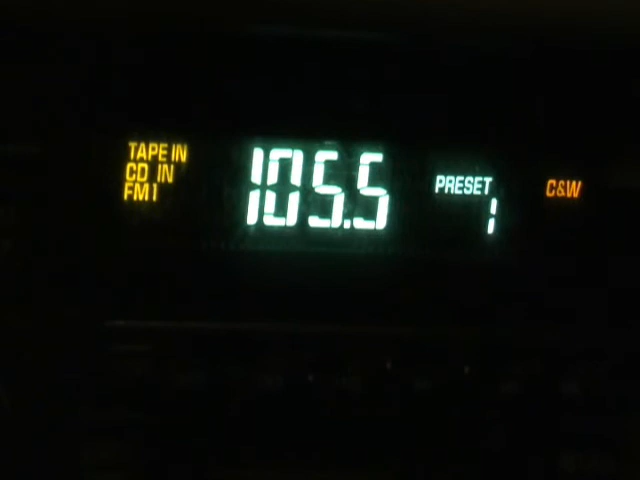 TAPE IN
CD IN
FM1
105.5
PRESET
1
C&W